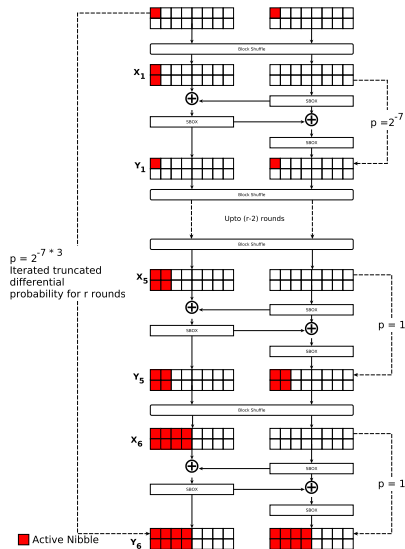 Block Shuffle
X1
SBOX
SBOX
p = 2^-7
SBOX
Y1
Block Shuffle
Upto (r-2) rounds
Block Shuffle
p = 2^-7 * 3
Iterated truncated
differential
probability for r rounds
X5
SBOX
SBOX
p = 1
SBOX
Y5
Block Shuffle
X6
SBOX
SBOX
p = 1
SBOX
Active Nibble
Y6